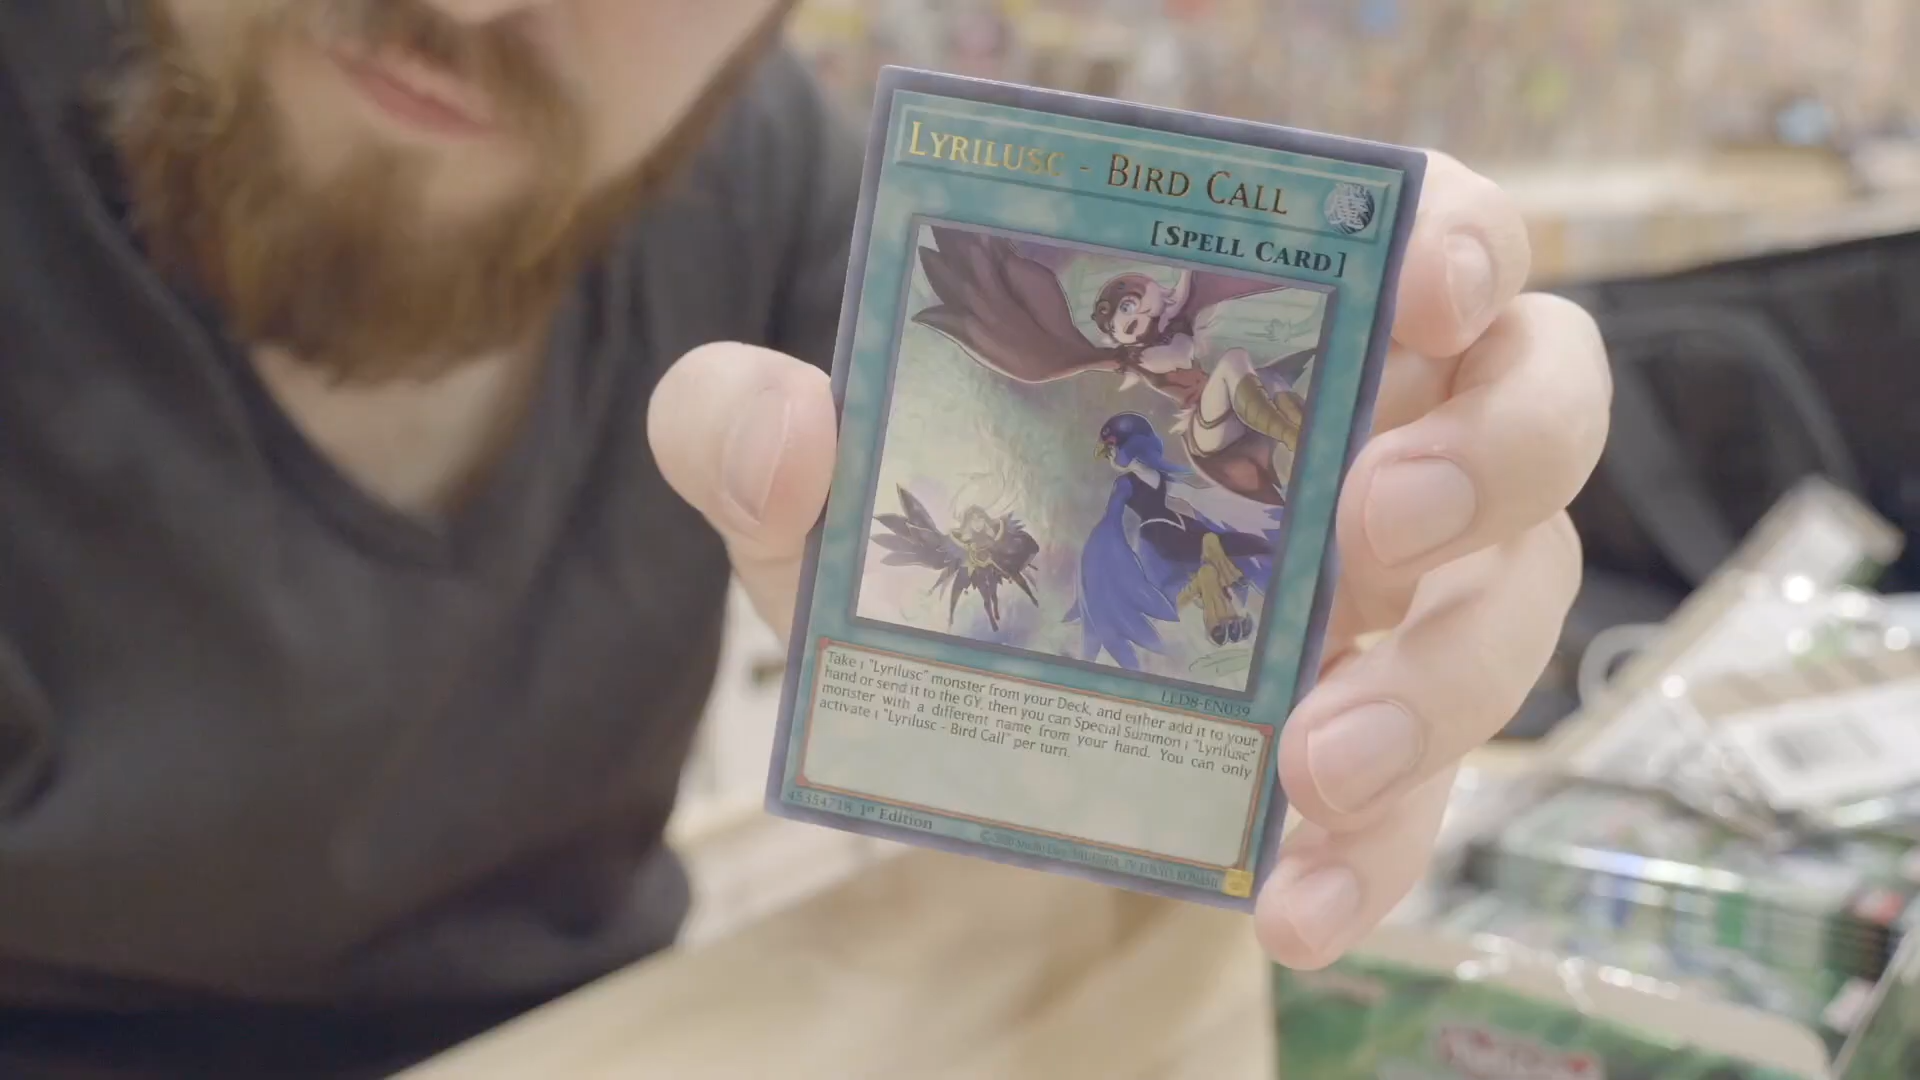 LYRILUSC - BIRD CALL
[SPELL CARD]
LED8-EN039
Take 1 "Lyrilusc" monster from your Deck, and either add it to your
hand or send it to the GY, then you can Special Summon 1 "Lyrilusc"
monster with a different name from your hand. You can only
activate 1 "Lyrilusc - Bird Call" per turn.
45354718 1st Edition
KONAMI